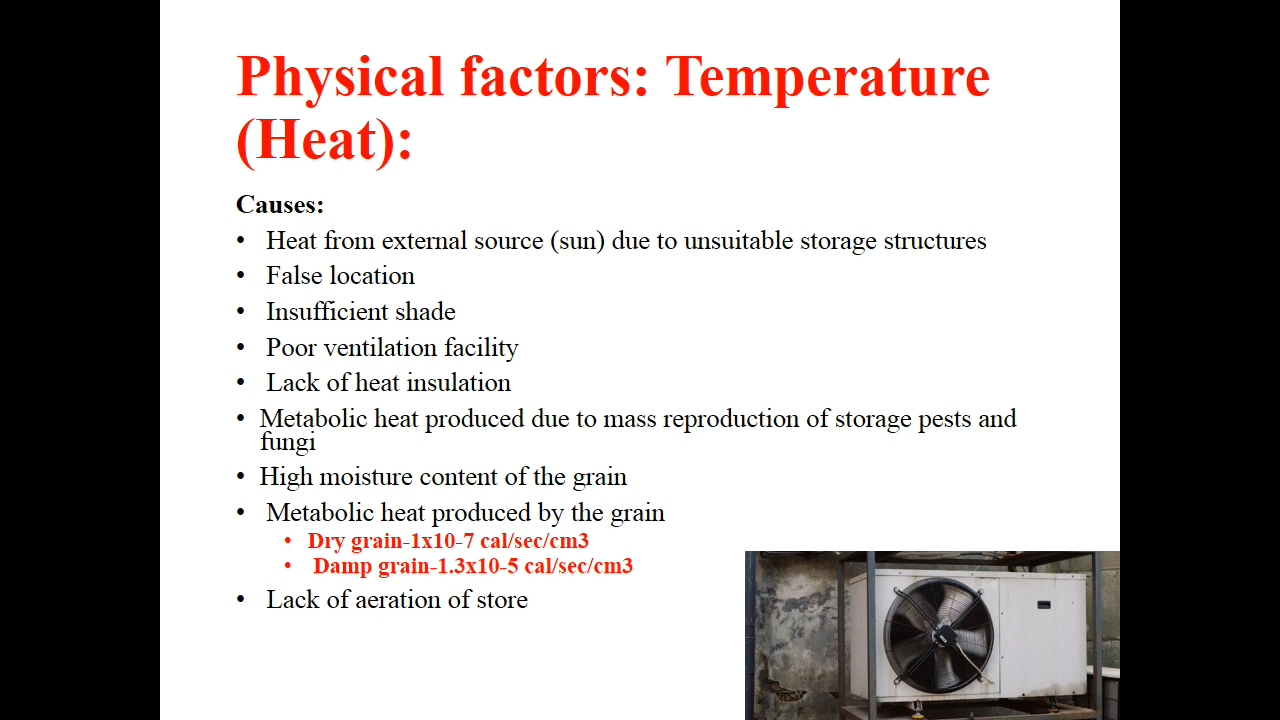 Physical factors: Temperature
(Heat):
Causes:
• Heat from external source (sun) due to unsuitable storage structures
• False location
• Insufficient shade
• Poor ventilation facility
• Lack of heat insulation
• Metabolic heat produced due to mass reproduction of storage pests and
fungi
• High moisture content of the grain
• Metabolic heat produced by the grain
• Dry grain-1x10-7 cal/sec/cm3
• Damp grain-1.3x10-5 cal/sec/cm3
• Lack of aeration of store